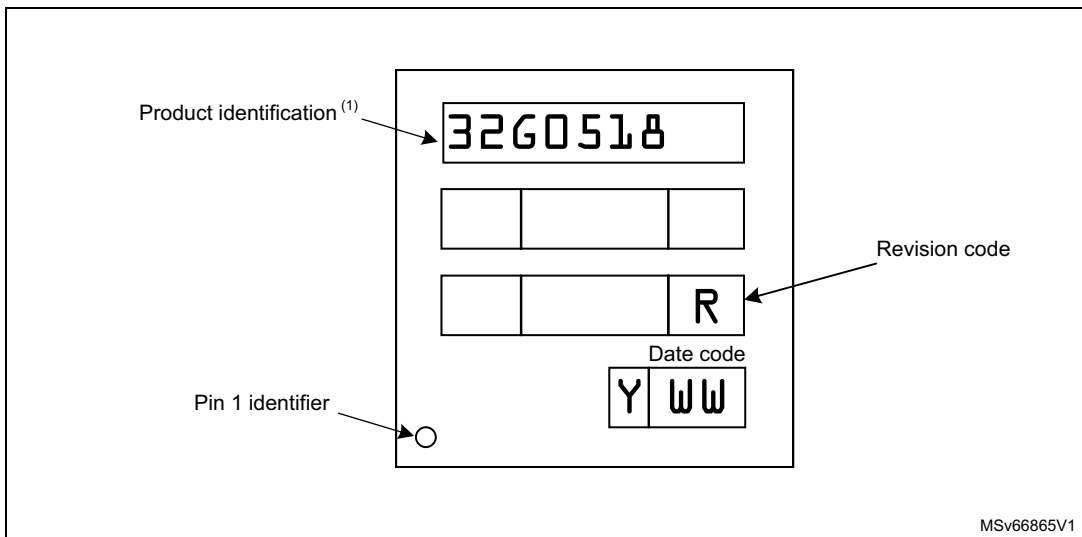 Product identification (1)
32G0518
Revision code
R
Date code
Y WW
Pin 1 identifier
MSv66865V1